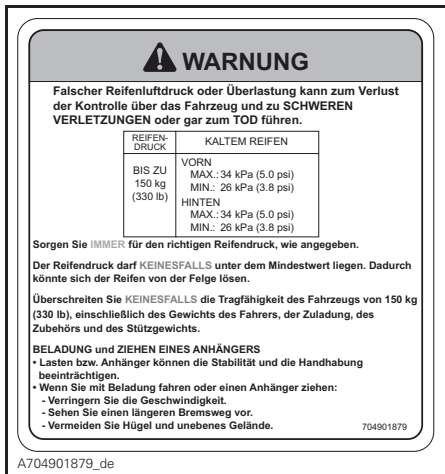 WARNUNG
Falscher Reifenluftdruck oder Überlastung kann zum Verlust
der Kontrolle über das Fahrzeug und zu SCHWEREN
VERLETZUNGEN oder gar zum TOD führen.
REIFEN-
DRUCK
KALTEM REIFEN
BIS ZU
150 kg
(330 lb)
VORN
MAX.: 34 kPa (5.0 psi)
MIN.: 26 kPa (3.8 psi)
HINTEN
MAX.: 34 kPa (5.0 psi)
MIN.: 26 kPa (3.8 psi)
Sorgen Sie IMMER für den richtigen Reifendruck, wie angegeben.
Der Reifendruck darf KEINESFALLS unter dem Mindestwert liegen. Dadurch
könnte sich der Reifen von der Felge lösen.
Überschreiten Sie KEINESFALLS die Tragfähigkeit des Fahrzeugs von 150 kg
(330 lb), einschließlich des Gewichts des Fahrers, der Zuladung, des
Zubehörs und des Stützgewichts.
BELADUNG und ZIEHEN EINES ANHÄNGERS
• Lasten bzw. Anhänger können die Stabilität und die Handhabung
beeinträchtigen.
• Wenn Sie mit Beladung fahren oder einen Anhänger ziehen:
- Verringern Sie die Geschwindigkeit.
- Sehen Sie einen längeren Bremsweg vor.
- Vermeiden Sie Hügel und unebenes Gelände.
704901879
A704901879_de